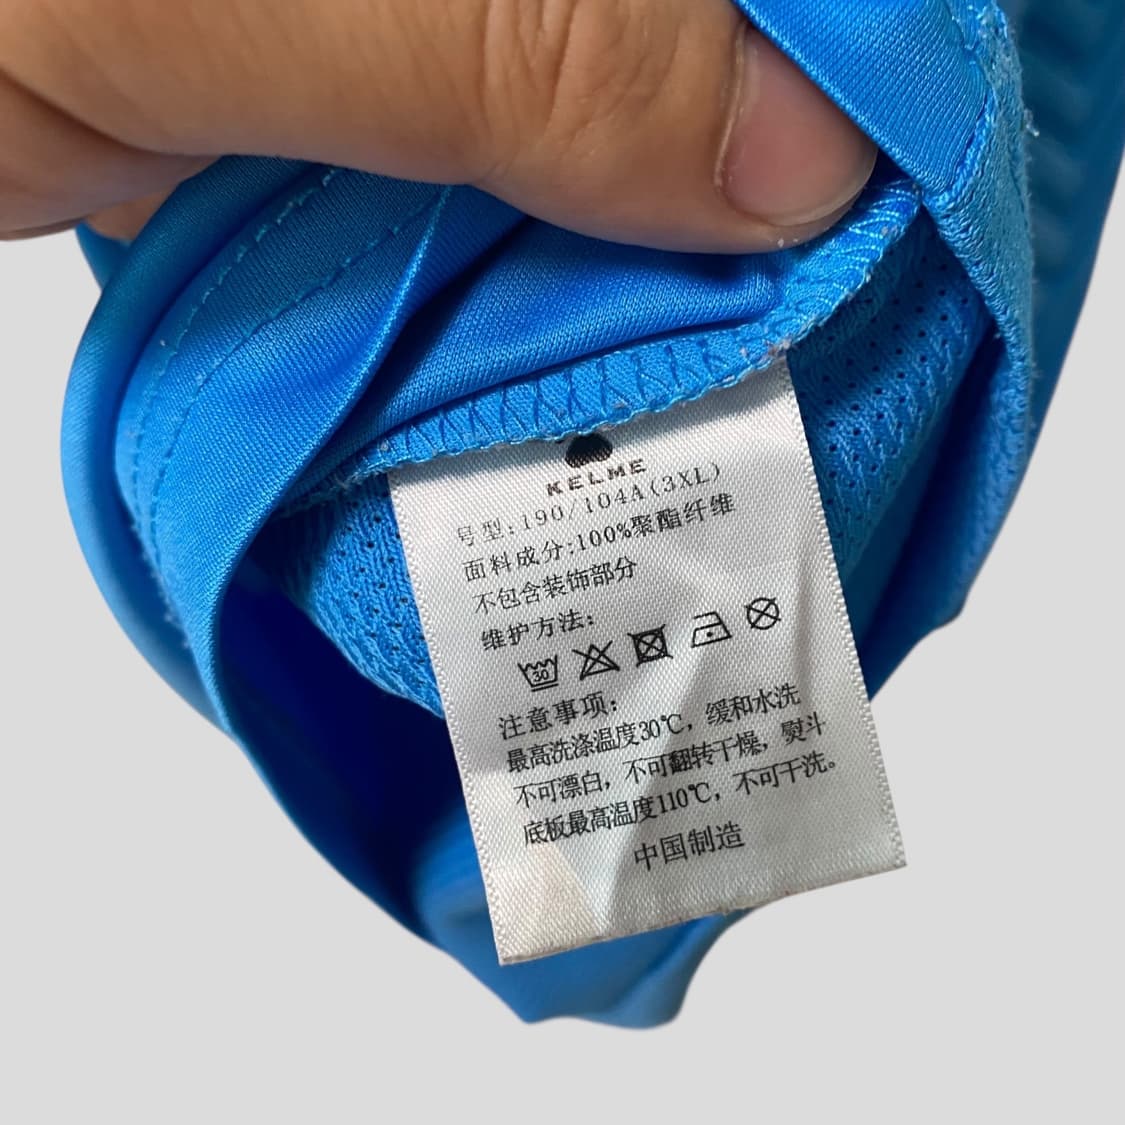 KELME
号型:190/104A(3XL)
面料成分:100%聚酯纤维
不包含装饰部分
维护方法:
30
注意事项:
最高洗涤温度30℃，缓和水洗
不可漂白，不可翻转干燥，熨斗
底板最高温度110℃，不可干洗。
中国制造